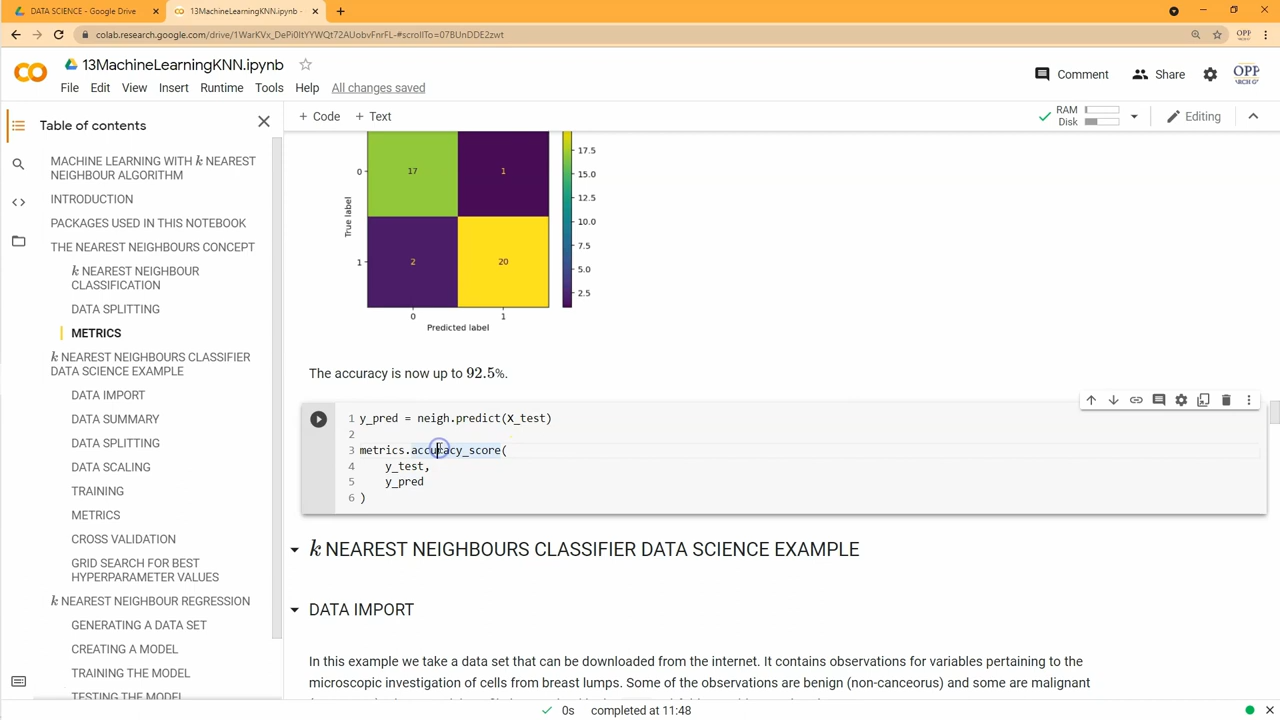 DATA SCIENCE - Google Drive
13MachineLearningKNN.ipynb -
colab.research.google.com/drive/1WarKVx_DePi0ItYYWQt72AUobvFnrFL-#scrollTo=07BUnDDE2zwt
13MachineLearningKNN.ipynb
Comment
Share
OPP
File Edit View Insert Runtime Tools Help All changes saved
Table of contents
+ Code + Text
RAM
Disk
Editing
MACHINE LEARNING WITH k NEAREST
NEIGHBOUR ALGORITHM
INTRODUCTION
PACKAGES USED IN THIS NOTEBOOK
THE NEAREST NEIGHBOURS CONCEPT
k NEAREST NEIGHBOUR
CLASSIFICATION
DATA SPLITTING
METRICS
k NEAREST NEIGHBOURS CLASSIFIER
DATA SCIENCE EXAMPLE
DATA IMPORT
DATA SUMMARY
DATA SPLITTING
DATA SCALING
TRAINING
METRICS
CROSS VALIDATION
GRID SEARCH FOR BEST
HYPERPARAMETER VALUES
k NEAREST NEIGHBOUR REGRESSION
GENERATING A DATA SET
CREATING A MODEL
TRAINING THE MODEL
TESTING THE MODEL
17.5
15.0
12.5
10.0
7.5
5.0
2.5
True label
0
17
1
1
2
20
0
1
Predicted label
The accuracy is now up to 92.5%.
1 y_pred = neigh.predict(X_test)
2
3 metrics.accuracy_score(
4 y_test,
5 y_pred
6 )
k NEAREST NEIGHBOURS CLASSIFIER DATA SCIENCE EXAMPLE
DATA IMPORT
In this example we take a data set that can be downloaded from the internet. It contains observations for variables pertaining to the
microscopic investigation of cells from breast lumps. Some of the observations are benign (non-canceorus) and some are malignant
0s completed at 11:48